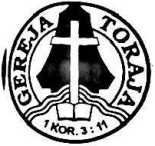 GEREJA TORAJA
1 KOR. 3 : 11